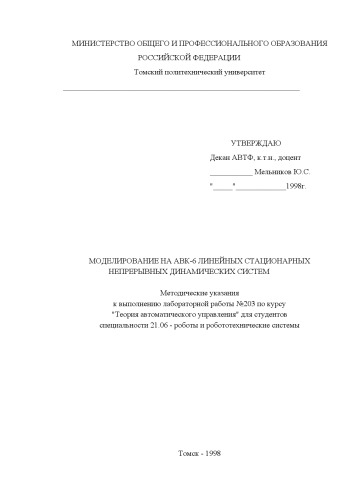 МИНИСТЕРСТВО ОБЩЕГО И ПРОФЕССИОНАЛЬНОГО ОБРАЗОВАНИЯ
РОССИЙСКОЙ ФЕДЕРАЦИИ
Томский политехнический университет
УТВЕРЖДАЮ
Декан АВТФ, к.т.н., доцент
___________ Мельников Ю.С.
"_____"_____________1998г.
МОДЕЛИРОВАНИЕ НА АВК-6 ЛИНЕЙНЫХ СТАЦИОНАРНЫХ
НЕПРЕРЫВНЫХ ДИНАМИЧЕСКИХ СИСТЕМ
Методические указания
к выполнению лабораторной работы №203 по курсу
"Теория автоматического управления" для студентов
специальности 21.06 - роботы и робототехнические системы
Томск - 1998